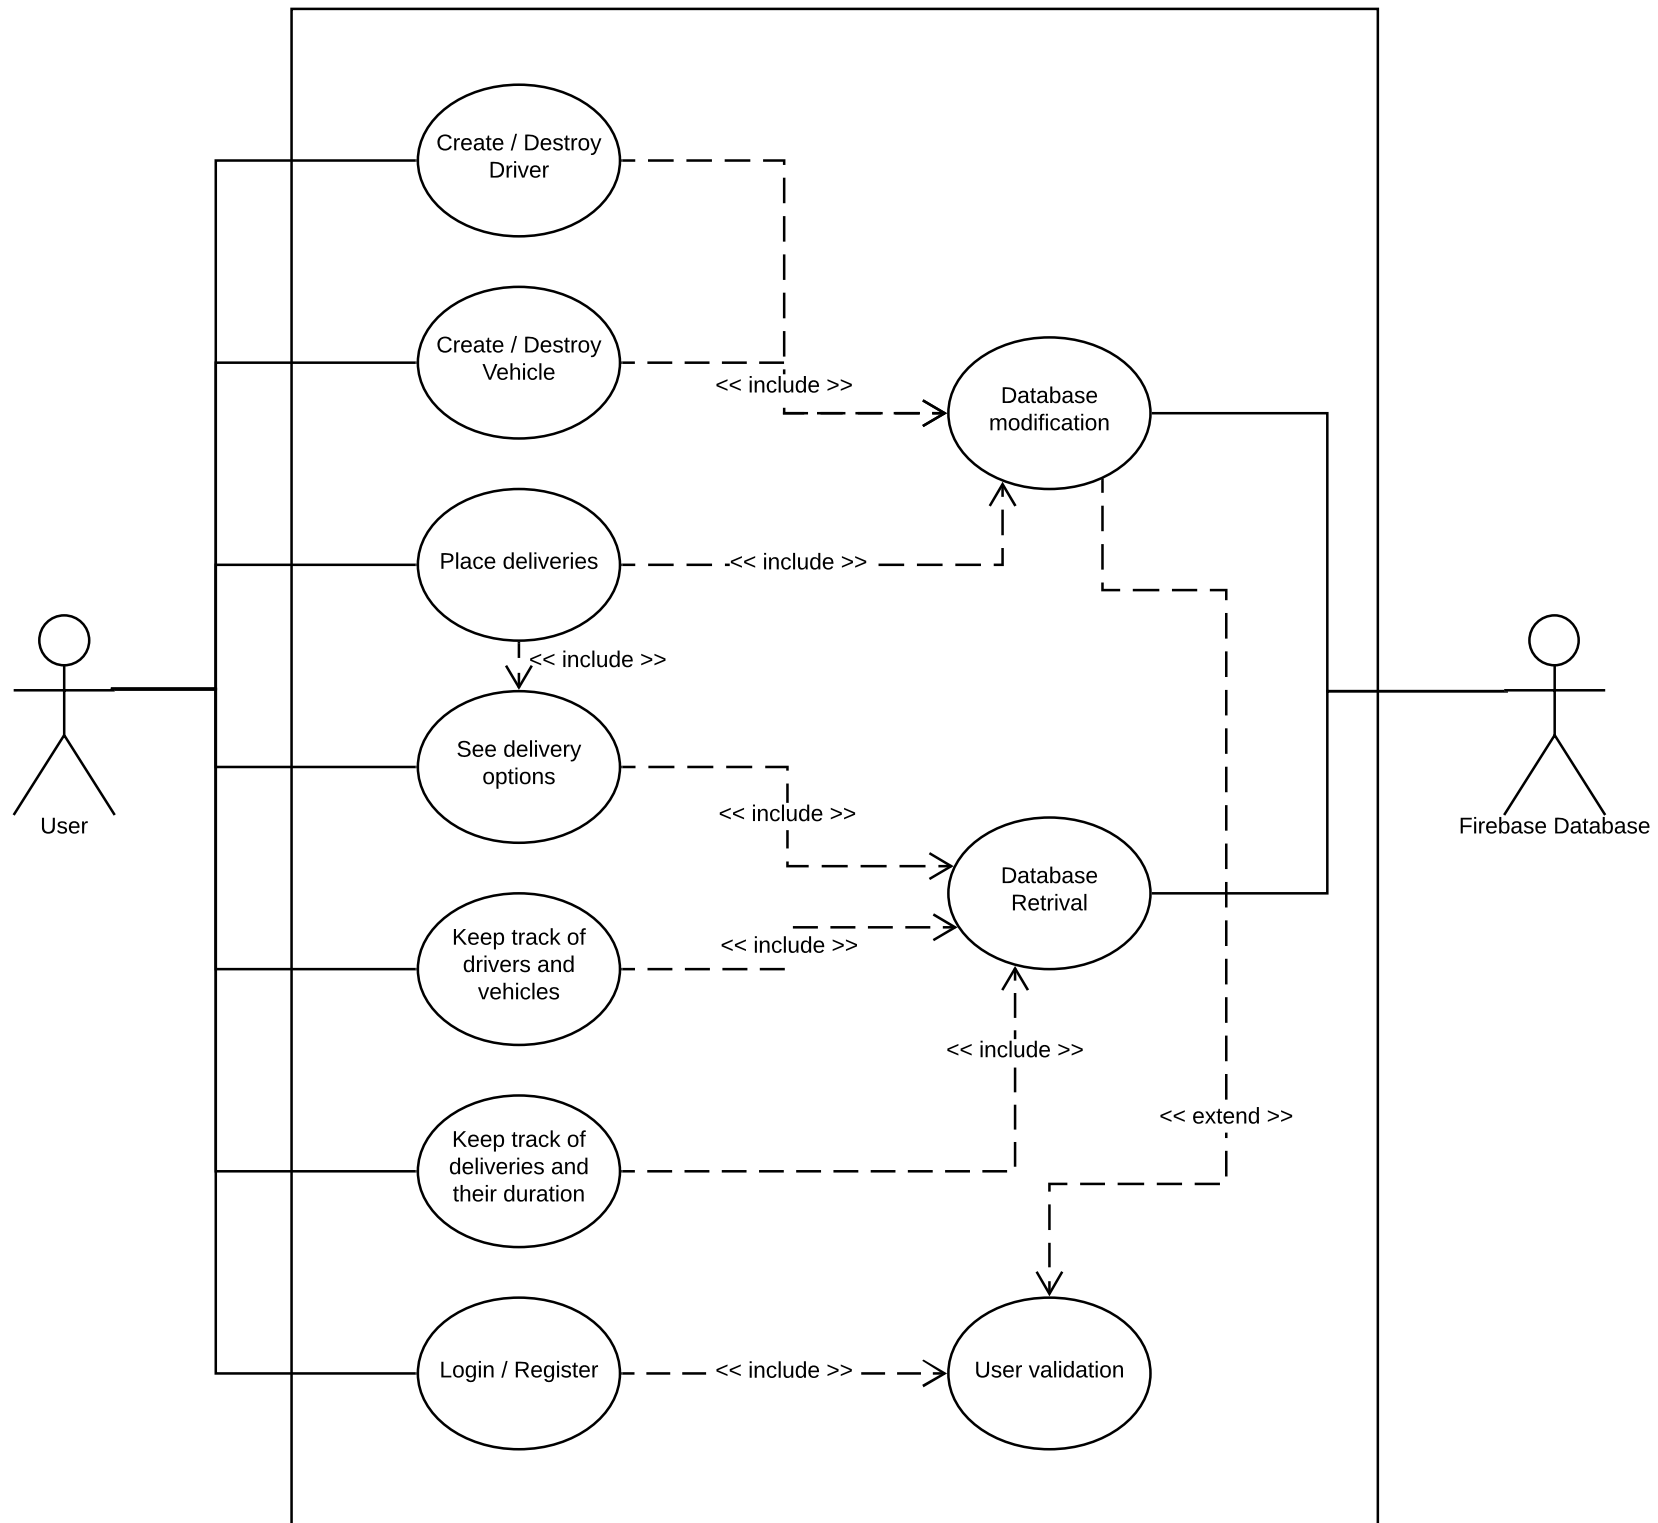 Create / Destroy
Driver
Create / Destroy
Vehicle
<< include >>
Database
modification
Place deliveries
<< include >>
<< include >>
See delivery
options
<< include >>
User
Firebase Database
Database
Retrival
Keep track of
drivers and
vehicles
<< include >>
<< include >>
<< extend >>
Keep track of
deliveries and
their duration
Login / Register
<< include >>
User validation